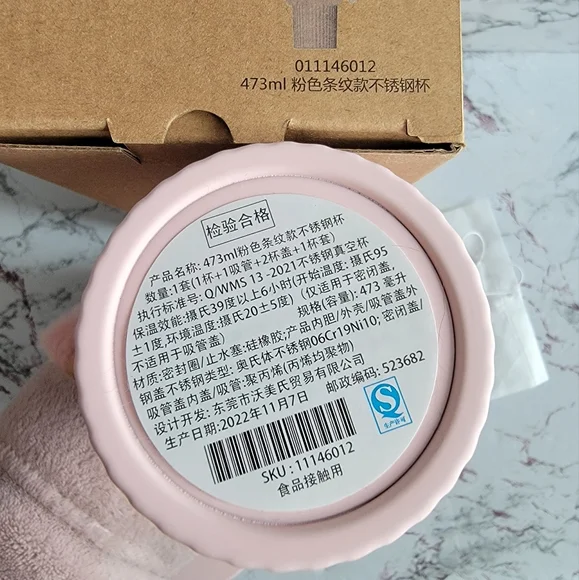 011146012
473ml 粉色条纹款不锈钢杯
检验合格
产品名称: 473ml粉色条纹款不锈钢杯
数量:1套(1杯+1吸管+2杯盖+1杯套)
执行标准号: Q/WMS 13 -2021不锈钢真空杯
保温效能: 摄氏39度以上6小时(开始温度: 摄氏95
±1度; 环境温度: 摄氏20±5度) (仅适用于密闭盖,
不适用于吸管盖) 规格(容量): 473 毫升
材质: 密封圈/止水塞: 硅橡胶;产品内胆/外壳/吸管盖外
钢盖不锈钢类型: 奥氏体不锈钢06Cr19Ni10; 密闭盖/
吸管盖内盖/吸管: 聚丙烯(丙烯均聚物)
设计开发: 东莞市沃美氏贸易有限公司
生产日期: 2022年11月7日 邮政编码: 523682
生产许可
SKU : 11146012
食品接触用